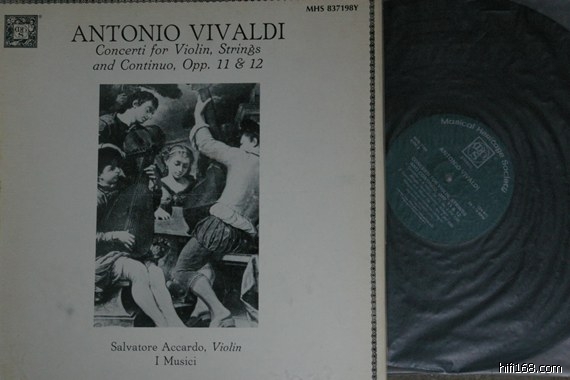 MHS 837198Y
ANTONIO VIVALDI
Concerti for Violin, Strings
and Continuo, Opp. 11 & 12
Salvatore Accardo, Violin
I Musici
Musical Heritage Society
hifi168.com